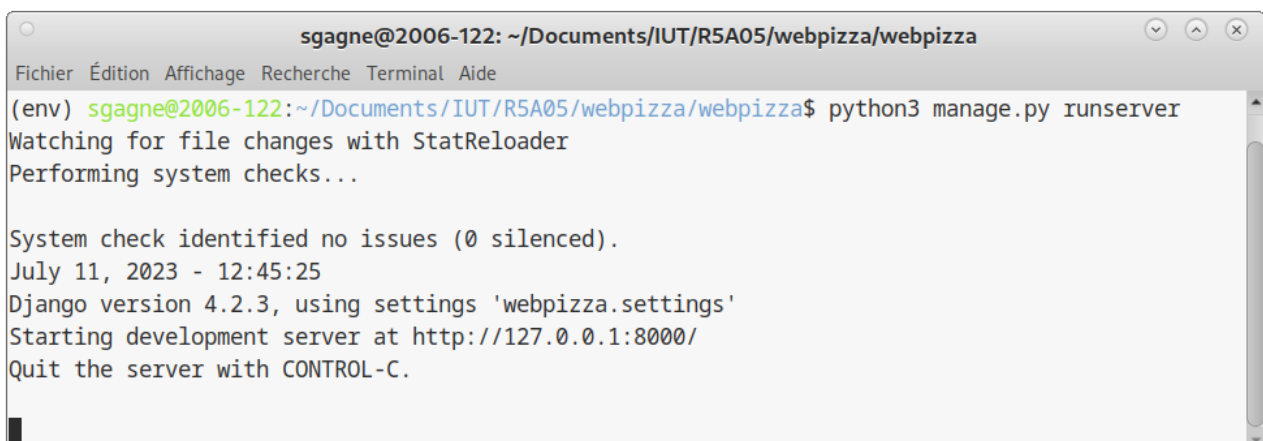 sgagne@2006-122: ~/Documents/IUT/R5A05/webpizza/webpizza
Fichier Édition Affichage Recherche Terminal Aide
(env) sgagne@2006-122:~/Documents/IUT/R5A05/webpizza/webpizza$ python3 manage.py runserver
Watching for file changes with StatReloader
Performing system checks...
System check identified no issues (0 silenced).
July 11, 2023 - 12:45:25
Django version 4.2.3, using settings 'webpizza.settings'
Starting development server at http://127.0.0.1:8000/
Quit the server with CONTROL-C.